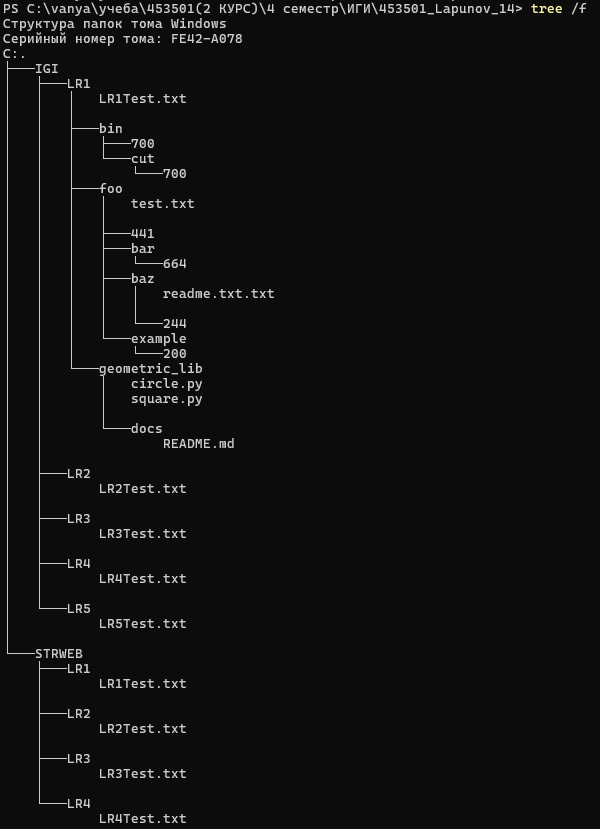 PS C:\vanya\учеба\453501(2 КУРС)\4 семестр\ИГИ\453501_Lapunov_14> tree /f
Структура папок тома Windows
Серийный номер тома: FE42-A078
C:.
├───IGI
│   ├───LR1
│   │   │   LR1Test.txt
│   │   │
│   │   ├───bin
│   │   │   ├───700
│   │   │   └───cut
│   │   │       └───700
│   │   ├───foo
│   │   │   │   test.txt
│   │   │   │
│   │   │   ├───441
│   │   │   ├───bar
│   │   │   │   └───664
│   │   │   ├───baz
│   │   │   │   │   readme.txt.txt
│   │   │   │   │
│   │   │   │   └───244
│   │   │   └───example
│   │   │       └───200
│   │   └───geometric_lib
│   │       │   circle.py
│   │       │   square.py
│   │       │
│   │       └───docs
│   │               README.md
│   │
│   ├───LR2
│   │       LR2Test.txt
│   │
│   ├───LR3
│   │       LR3Test.txt
│   │
│   ├───LR4
│   │       LR4Test.txt
│   │
│   └───LR5
│           LR5Test.txt
│
└───STRWEB
    ├───LR1
    │       LR1Test.txt
    │
    ├───LR2
    │       LR2Test.txt
    │
    ├───LR3
    │       LR3Test.txt
    │
    └───LR4
            LR4Test.txt